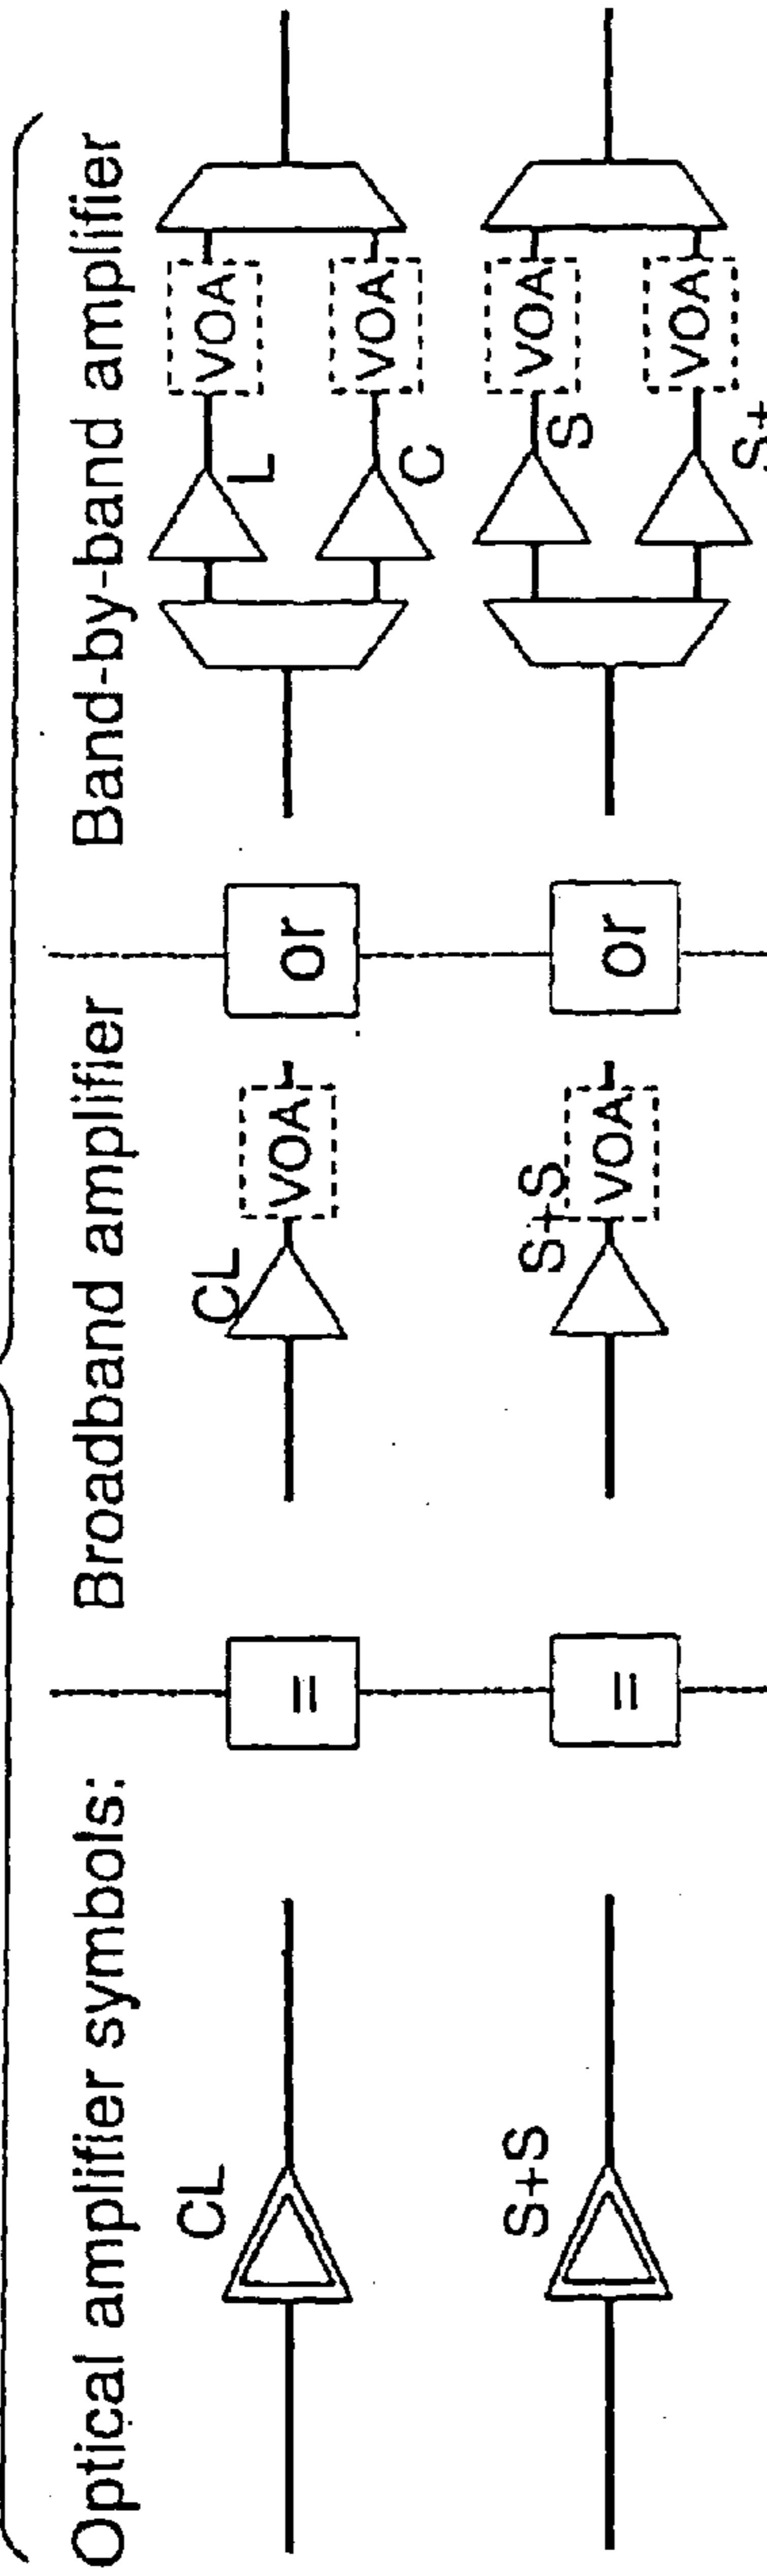 Optical amplifier symbols:
Broadband amplifier
Band-by-band amplifier
CL
=
CL
VOA
or
L
VOA
C
VOA
S+S
=
S+S
VOA
or
S
VOA
S+
VOA